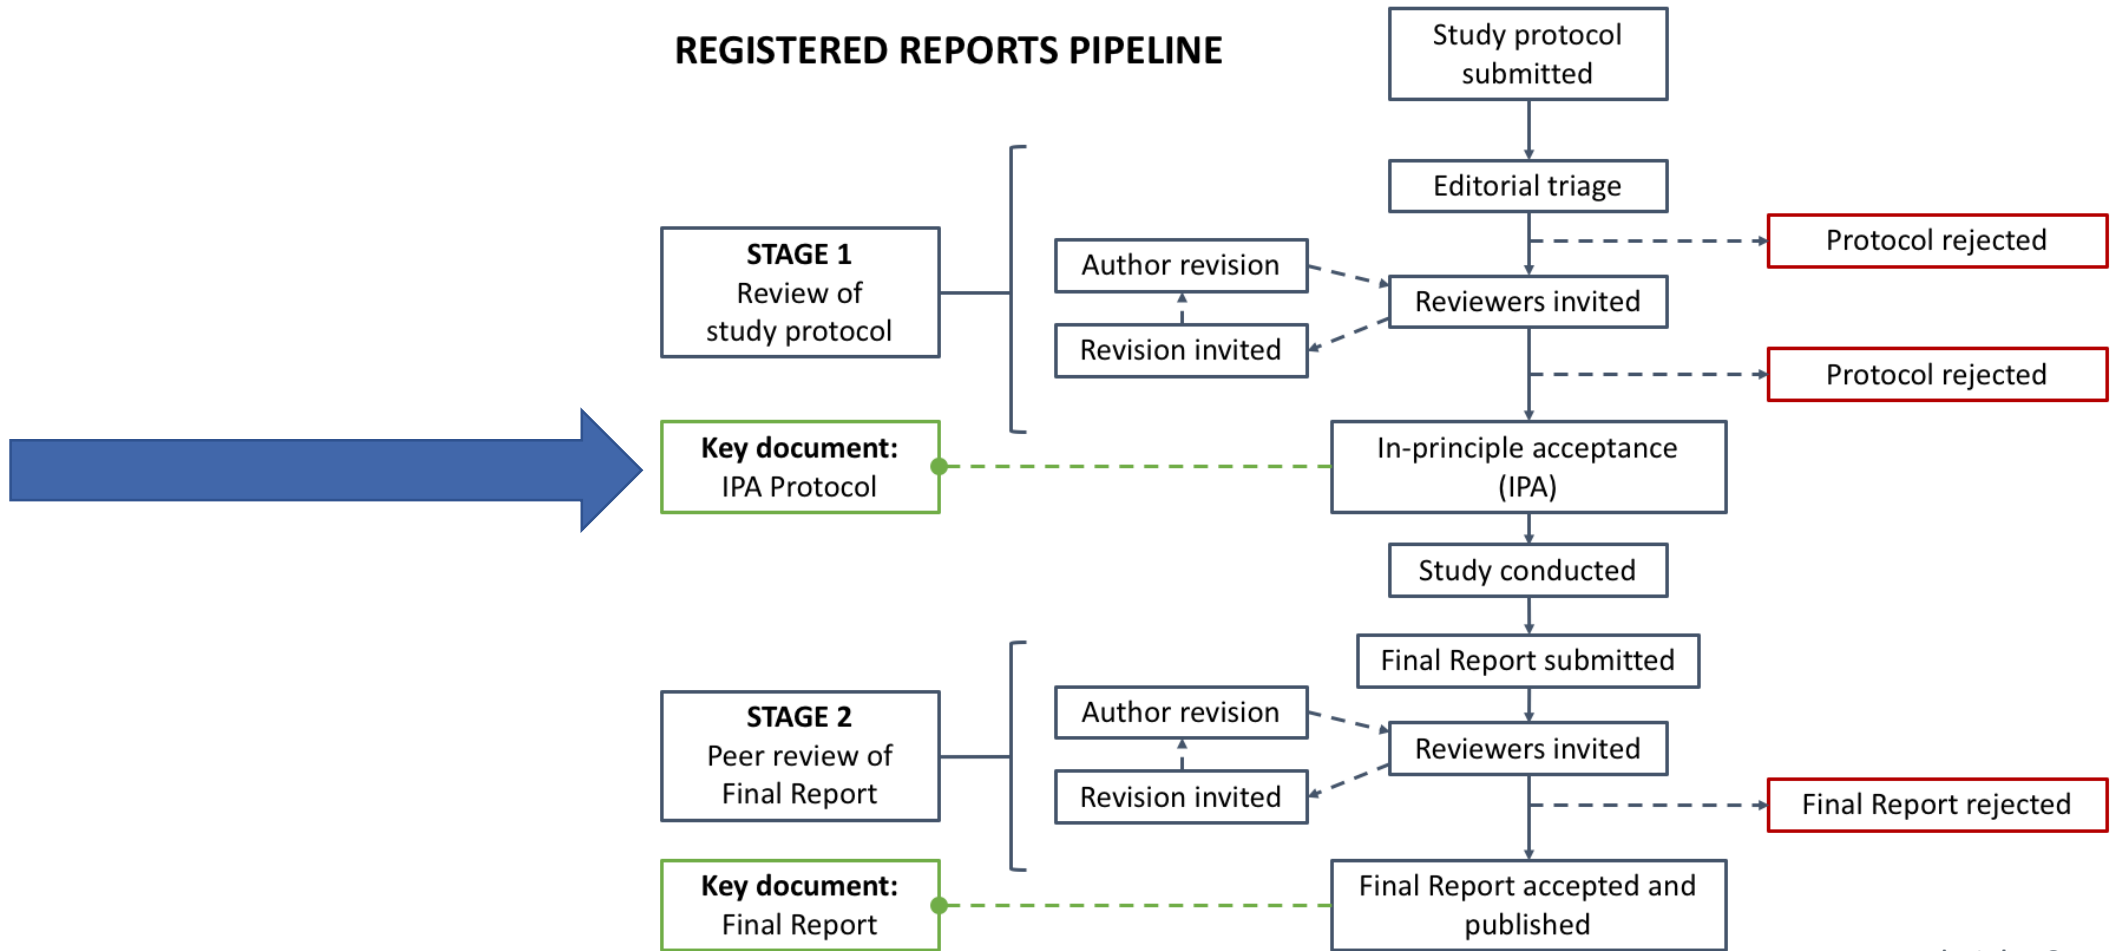 REGISTERED REPORTS PIPELINE
Study protocol
submitted
Editorial triage
Protocol rejected
STAGE 1
Review of
study protocol
Author revision
Reviewers invited
Revision invited
Protocol rejected
Key document:
IPA Protocol
In-principle acceptance
(IPA)
Study conducted
Final Report submitted
STAGE 2
Peer review of
Final Report
Author revision
Reviewers invited
Revision invited
Final Report rejected
Key document:
Final Report
Final Report accepted and
published